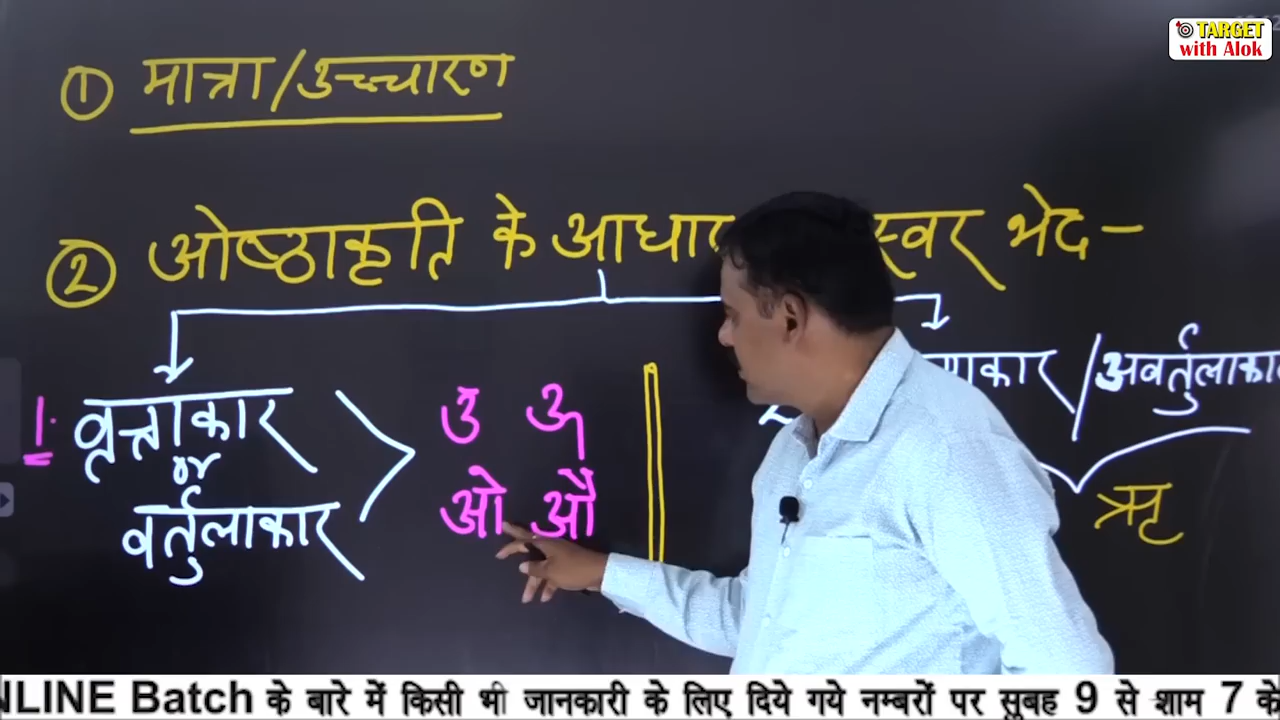 TARGET
with Alok
① मात्रा/उच्चारण
② ओष्ठाकृति के आधा स्वर भेद-
1. वृत्ताकार
or
वर्तुलाकार
उ ऊ
ओ औ
/अवर्तुलाका
ऋ
NLINE Batch के बारे में किसी भी जानकारी के लिए दिये गये नम्बरों पर सुबह 9 से शाम 7 के